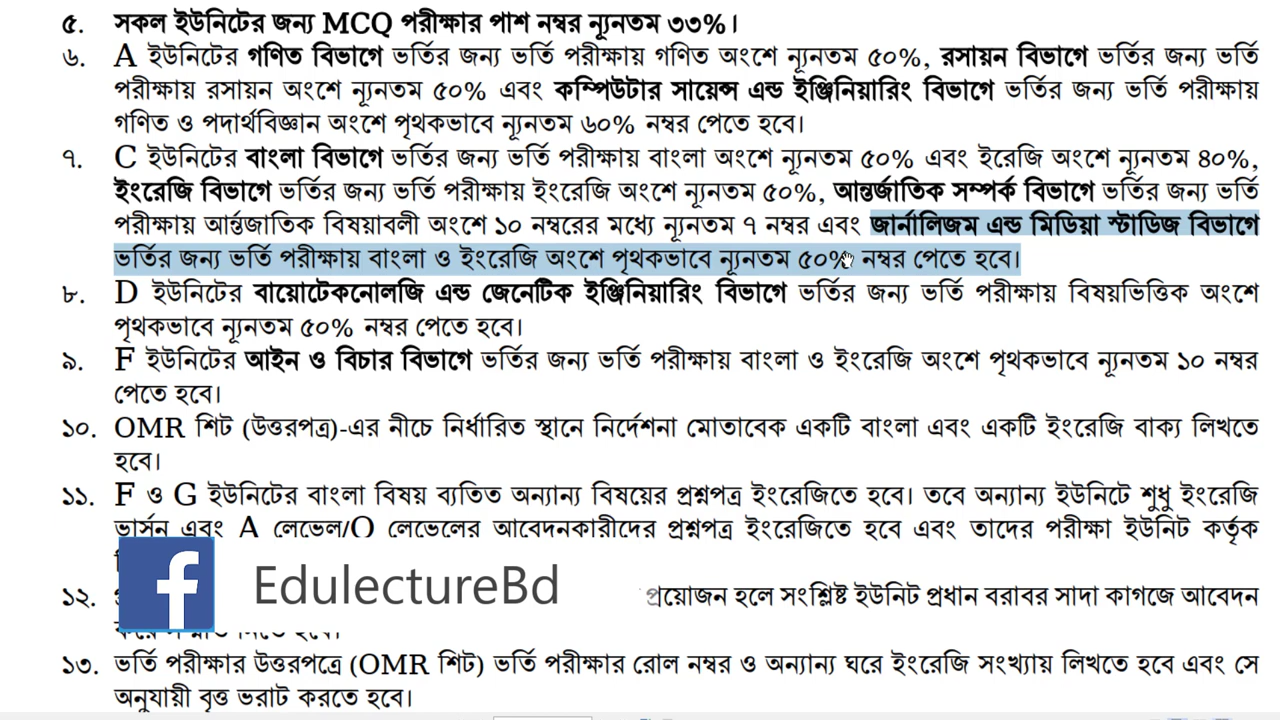 ৫. সকল ইউনিটের জন্য MCQ পরীক্ষার পাশ নম্বর ন্যূনতম ৩৩%।
৬. A ইউনিটের গণিত বিভাগে ভর্তির জন্য ভর্তি পরীক্ষায় গণিত অংশে ন্যূনতম ৫০%, রসায়ন বিভাগে ভর্তির জন্য ভর্তি
পরীক্ষায় রসায়ন অংশে ন্যূনতম ৫০% এবং কম্পিউটার সায়েন্স এন্ড ইঞ্জিনিয়ারিং বিভাগে ভর্তির জন্য ভর্তি পরীক্ষায়
গণিত ও পদার্থবিজ্ঞান অংশে পৃথকভাবে ন্যূনতম ৬০% নম্বর পেতে হবে।
৭. C ইউনিটের বাংলা বিভাগে ভর্তির জন্য ভর্তি পরীক্ষায় বাংলা অংশে ন্যূনতম ৫০% এবং ইরেজি অংশে ন্যূনতম ৪০%,
ইংরেজি বিভাগে ভর্তির জন্য ভর্তি পরীক্ষায় ইংরেজি অংশে ন্যূনতম ৫০%, আন্তর্জাতিক সম্পর্ক বিভাগে ভর্তির জন্য ভর্তি
পরীক্ষায় আর্ন্তজাতিক বিষয়াবলী অংশে ১০ নম্বরের মধ্যে ন্যূনতম ৭ নম্বর এবং জার্নালিজম এন্ড মিডিয়া স্টাডিজ বিভাগে
ভর্তির জন্য ভর্তি পরীক্ষায় বাংলা ও ইংরেজি অংশে পৃথকভাবে ন্যূনতম ৫০% নম্বর পেতে হবে।
৮. D ইউনিটের বায়োটেকনোলজি এন্ড জেনেটিক ইঞ্জিনিয়ারিং বিভাগে ভর্তির জন্য ভর্তি পরীক্ষায় বিষয়ভিত্তিক অংশে
পৃথকভাবে ন্যূনতম ৫০% নম্বর পেতে হবে।
৯. F ইউনিটের আইন ও বিচার বিভাগে ভর্তির জন্য ভর্তি পরীক্ষায় বাংলা ও ইংরেজি অংশে পৃথকভাবে ন্যূনতম ১০ নম্বর
পেতে হবে।
১০. OMR শিট (উত্তরপত্র)-এর নীচে নির্ধারিত স্থানে নির্দেশনা মোতাবেক একটি বাংলা এবং একটি ইংরেজি বাক্য লিখতে
হবে।
১১. F ও G ইউনিটের বাংলা বিষয় ব্যতিত অন্যান্য বিষয়ের প্রশ্নপত্র ইংরেজিতে হবে। তবে অন্যান্য ইউনিটে শুধু ইংরেজি
ভার্সন এবং A লেভেল/O লেভেলের আবেদনকারীদের প্রশ্নপত্র ইংরেজিতে হবে এবং তাদের পরীক্ষা ইউনিট কর্তৃক
EdulectureBd
১২. প্রয়োজন হলে সংশ্লিষ্ট ইউনিট প্রধান বরাবর সাদা কাগজে আবেদন
১৩. ভর্তি পরীক্ষার উত্তরপত্রে (OMR শিট) ভর্তি পরীক্ষার রোল নম্বর ও অন্যান্য ঘরে ইংরেজি সংখ্যায় লিখতে হবে এবং সে
অনুযায়ী বৃত্ত ভরাট করতে হবে।